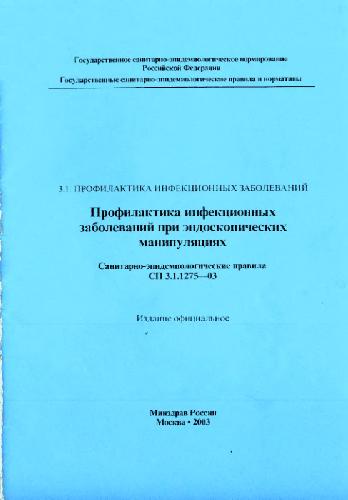 Государственное санитарно-эпидемиологическое нормирование
Российской Федерации
Государственные санитарно-эпидемиологические правила и нормативы
3.1. ПРОФИЛАКТИКА ИНФЕКЦИОННЫХ ЗАБОЛЕВАНИЙ
Профилактика инфекционных
заболеваний при эндоскопических
манипуляциях
Санитарно-эпидемиологические правила
СП 3.1.1275—03
Издание официальное
Минздрав России
Москва • 2003